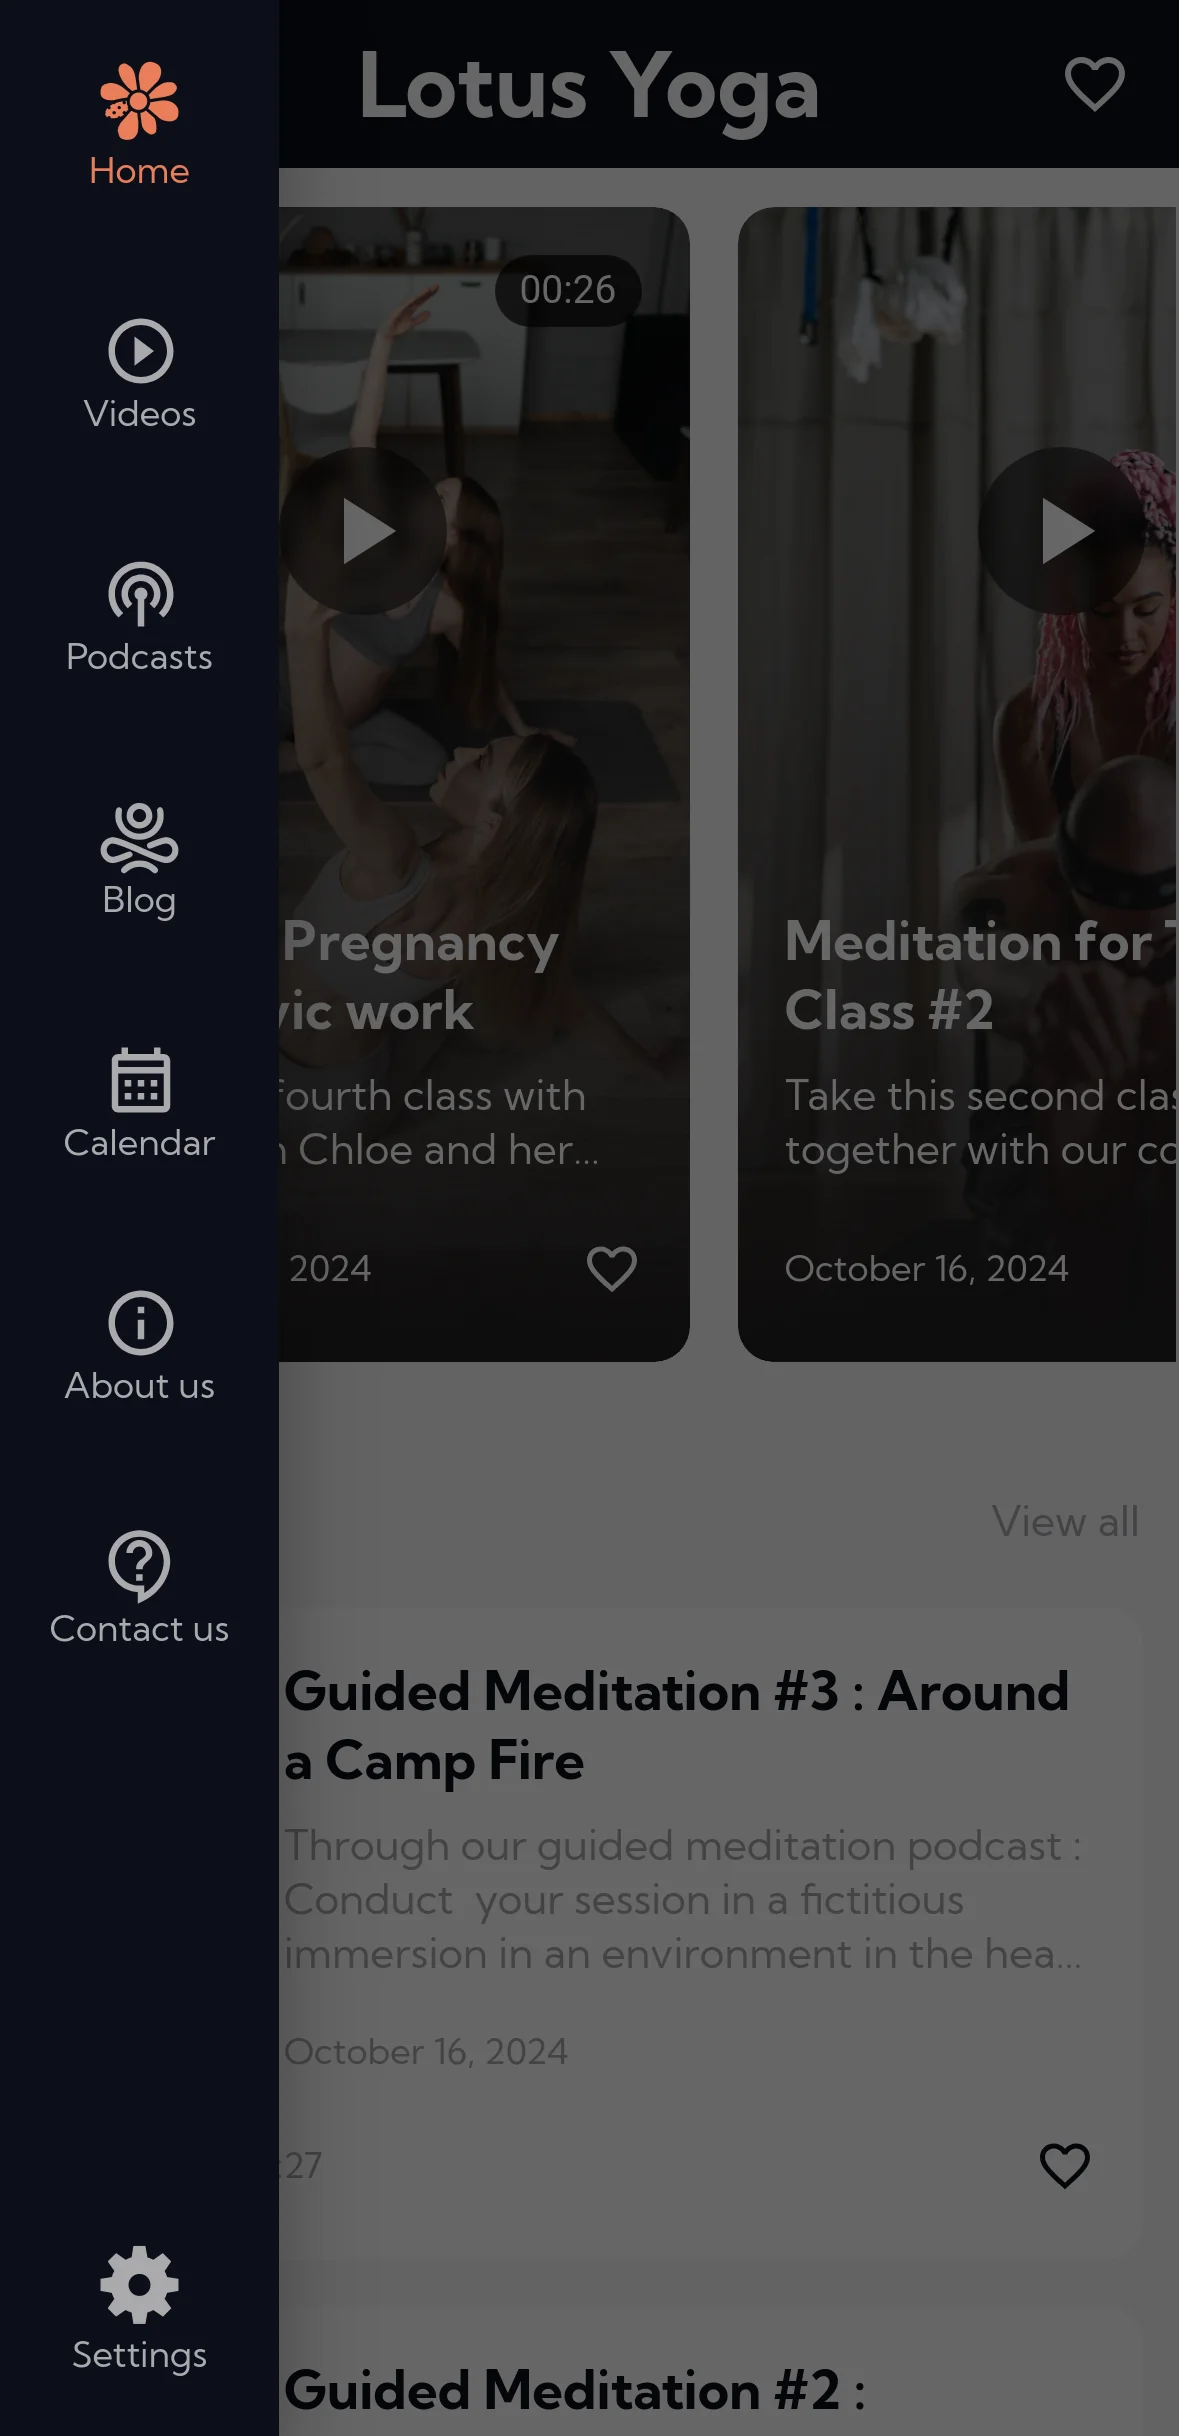 Home
Videos
Podcasts
Blog
Calendar
About us
Contact us
Settings
Lotus Yoga
00:26
Pregnancy
vic work
fourth class with
Chloe and her...
2024
Meditation for
Class #2
Take this second clas
together with our co
October 16, 2024
View all
Guided Meditation #3 : Around
a Camp Fire
Through our guided meditation podcast :
Conduct  your session in a fictitious
immersion in an environment in the hea...
October 16, 2024
:27
Guided Meditation #2 :